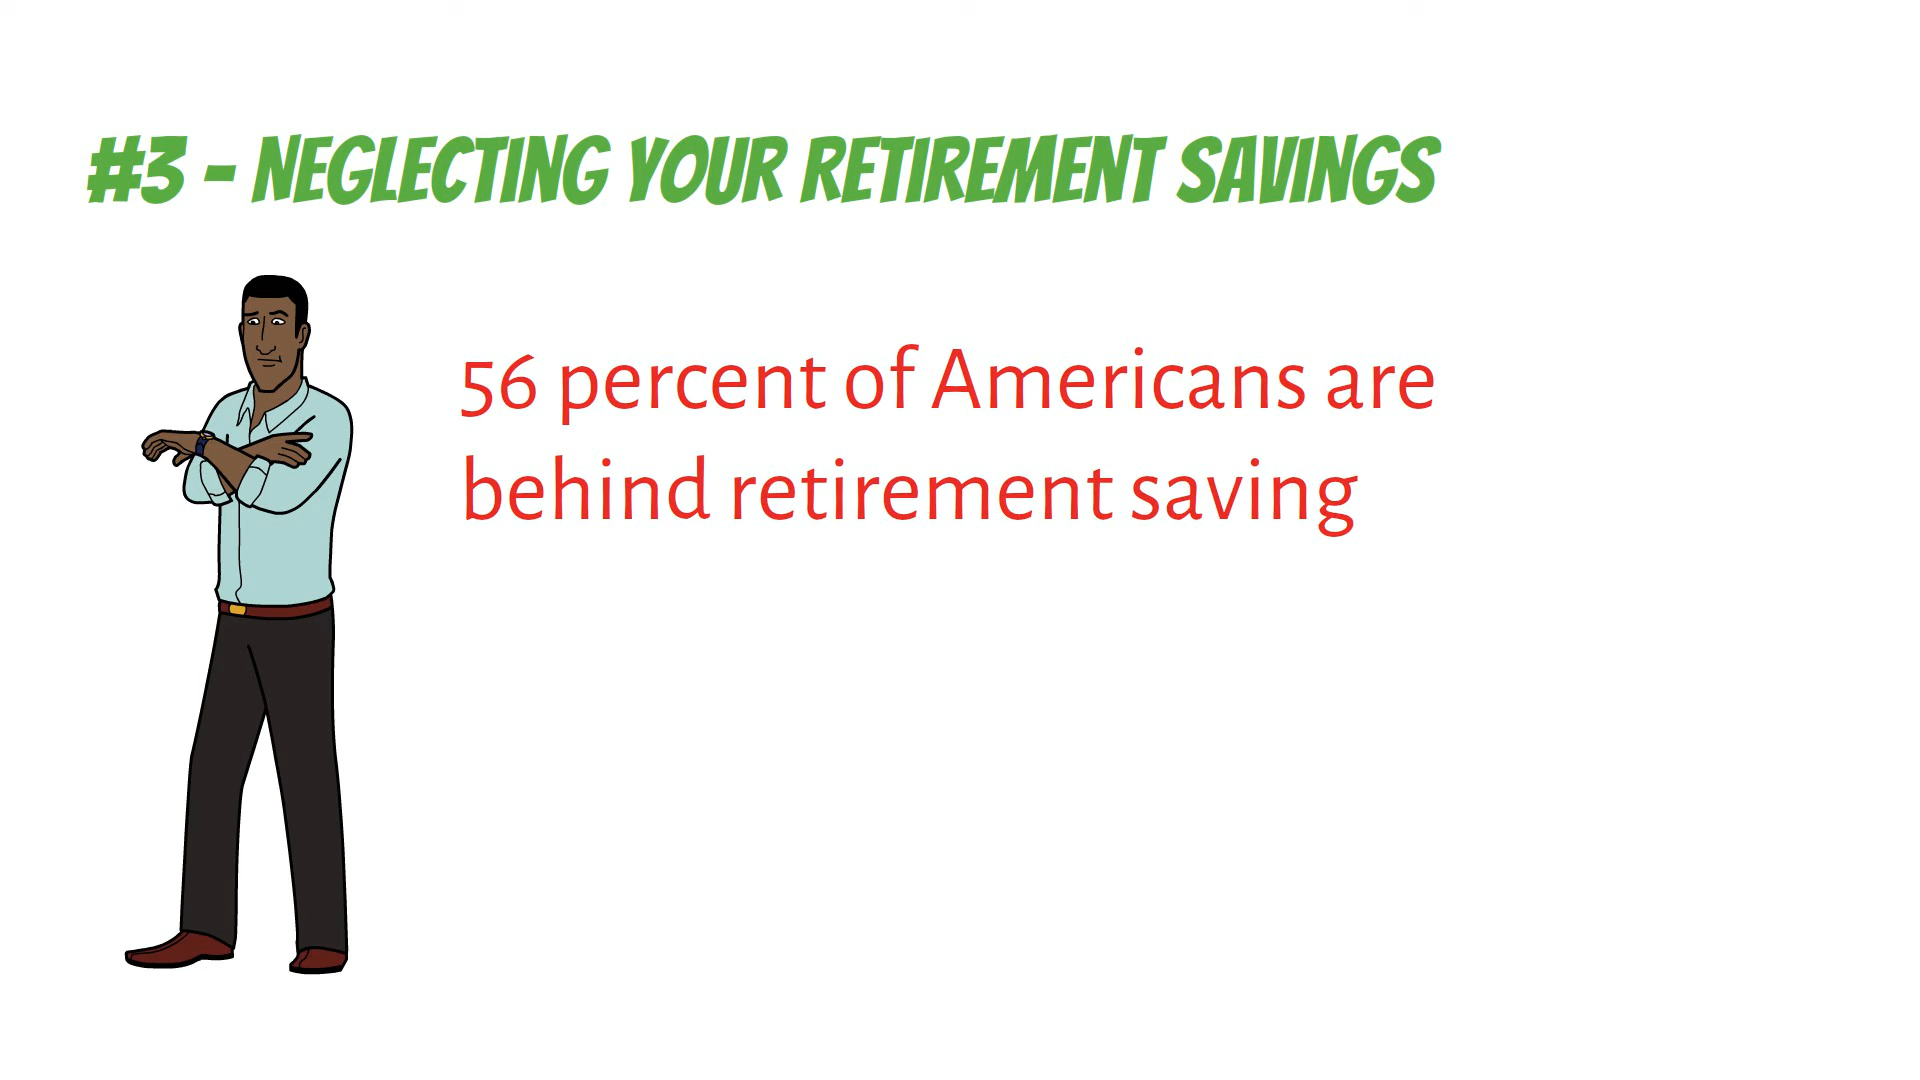 #3 - NEGLECTING YOUR RETIREMENT SAVINGS
56 percent of Americans are
behind retirement saving